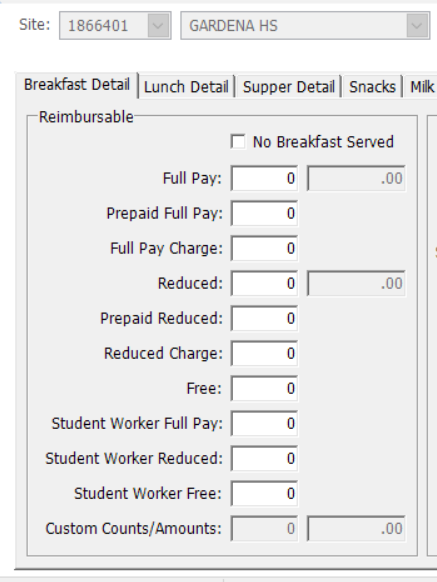 Site: 1866401 GARDENA HS
Breakfast Detail Lunch Detail Supper Detail Snacks Milk
Reimbursable
No Breakfast Served
Full Pay: 0 .00
Prepaid Full Pay: 0
Full Pay Charge: 0
Reduced: 0 .00
Prepaid Reduced: 0
Reduced Charge: 0
Free: 0
Student Worker Full Pay: 0
Student Worker Reduced: 0
Student Worker Free: 0
Custom Counts/Amounts: 0 .00